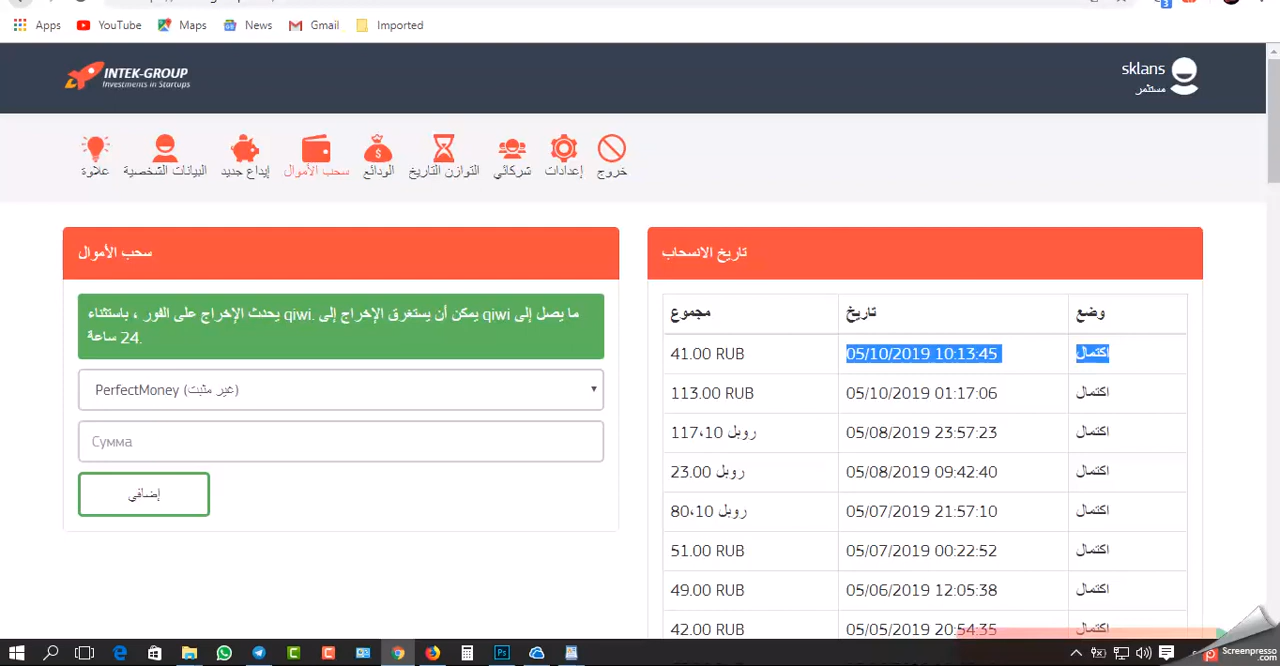 Apps YouTube Maps News Gmail Imported
INTEK-GROUP
Investments in Startups
sklans
مستثمر
علاوة البيانات الشخصية إيداع جديد سحب الأموال الودائع التوازن التاريخ شركائي إعدادات خروج
سحب الأموال
ما يصل إلى qiwi يمكن أن يستغرق الإخراج إلى .qiwi يحدث الإخراج على الفور ، باستثناء
24 ساعة.
PerfectMoney (غير مثبت)
Сумма
إضافي
تاريخ الانسحاب
مجموع تاريخ وضع
41.00 RUB 05/10/2019 10:13:45 اكتمال
113.00 RUB 05/10/2019 01:17:06 اكتمال
117،10 روبل 05/08/2019 23:57:23 اكتمال
23.00 روبل 05/08/2019 09:42:40 اكتمال
80،10 روبل 05/07/2019 21:57:10 اكتمال
51.00 RUB 05/07/2019 00:22:52 اكتمال
49.00 RUB 05/06/2019 12:05:38 اكتمال
42.00 RUB 05/05/2019 20:54:35 اكتمال
Screenpresso
.com